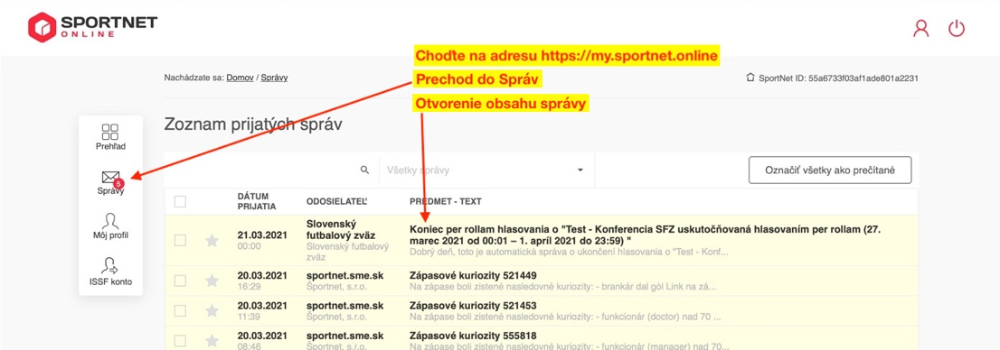 SPORTNET
ONLINE
Choďte na adresu https://my.sportnet.online
Nachádzate sa: Domov / Správy
Prechod do Správ
SportNet ID: 55a6733f03af1ade801a2231
Otvorenie obsahu správy
Zoznam prijatých správ
Prehľad
Všetky správy
Označiť všetky ako prečítané
5
Správy
DÁTUM PRIJATIA
ODOSIELATEĽ
PREDMET - TEXT
Môj profil
ISSF konto
21.03.2021
00:00
Slovenský
futbalový zväz
Slovenský futbalový
zväz
Koniec per rollam hlasovania o "Test - Konferencia SFZ uskutočňovaná hlasovaním per rollam (27.
marec 2021 od 00:01 – 1. apríl 2021 do 23:59) "
Dobrý deň, toto je automatická správa o ukončení hlasovania o "Test - Konf...
20.03.2021
16:29
sportnet.sme.sk
Športnet, s.r.o.
Zápasové kuriozity 521449
Na zápase boli zistené nasledovné kuriozity: - brankár dal gól Link na zá...
20.03.2021
11:39
sportnet.sme.sk
Športnet, s.r.o.
Zápasové kuriozity 521453
Na zápase boli zistené nasledovné kuriozity: - funkcionár (doctor) nad 70 ...
20.03.2021
08:46
sportnet.sme.sk
Športnet, s.r.o.
Zápasové kuriozity 555818
Na zápase boli zistené nasledovné kuriozity: - funkcionár (manager) nad 70 ...